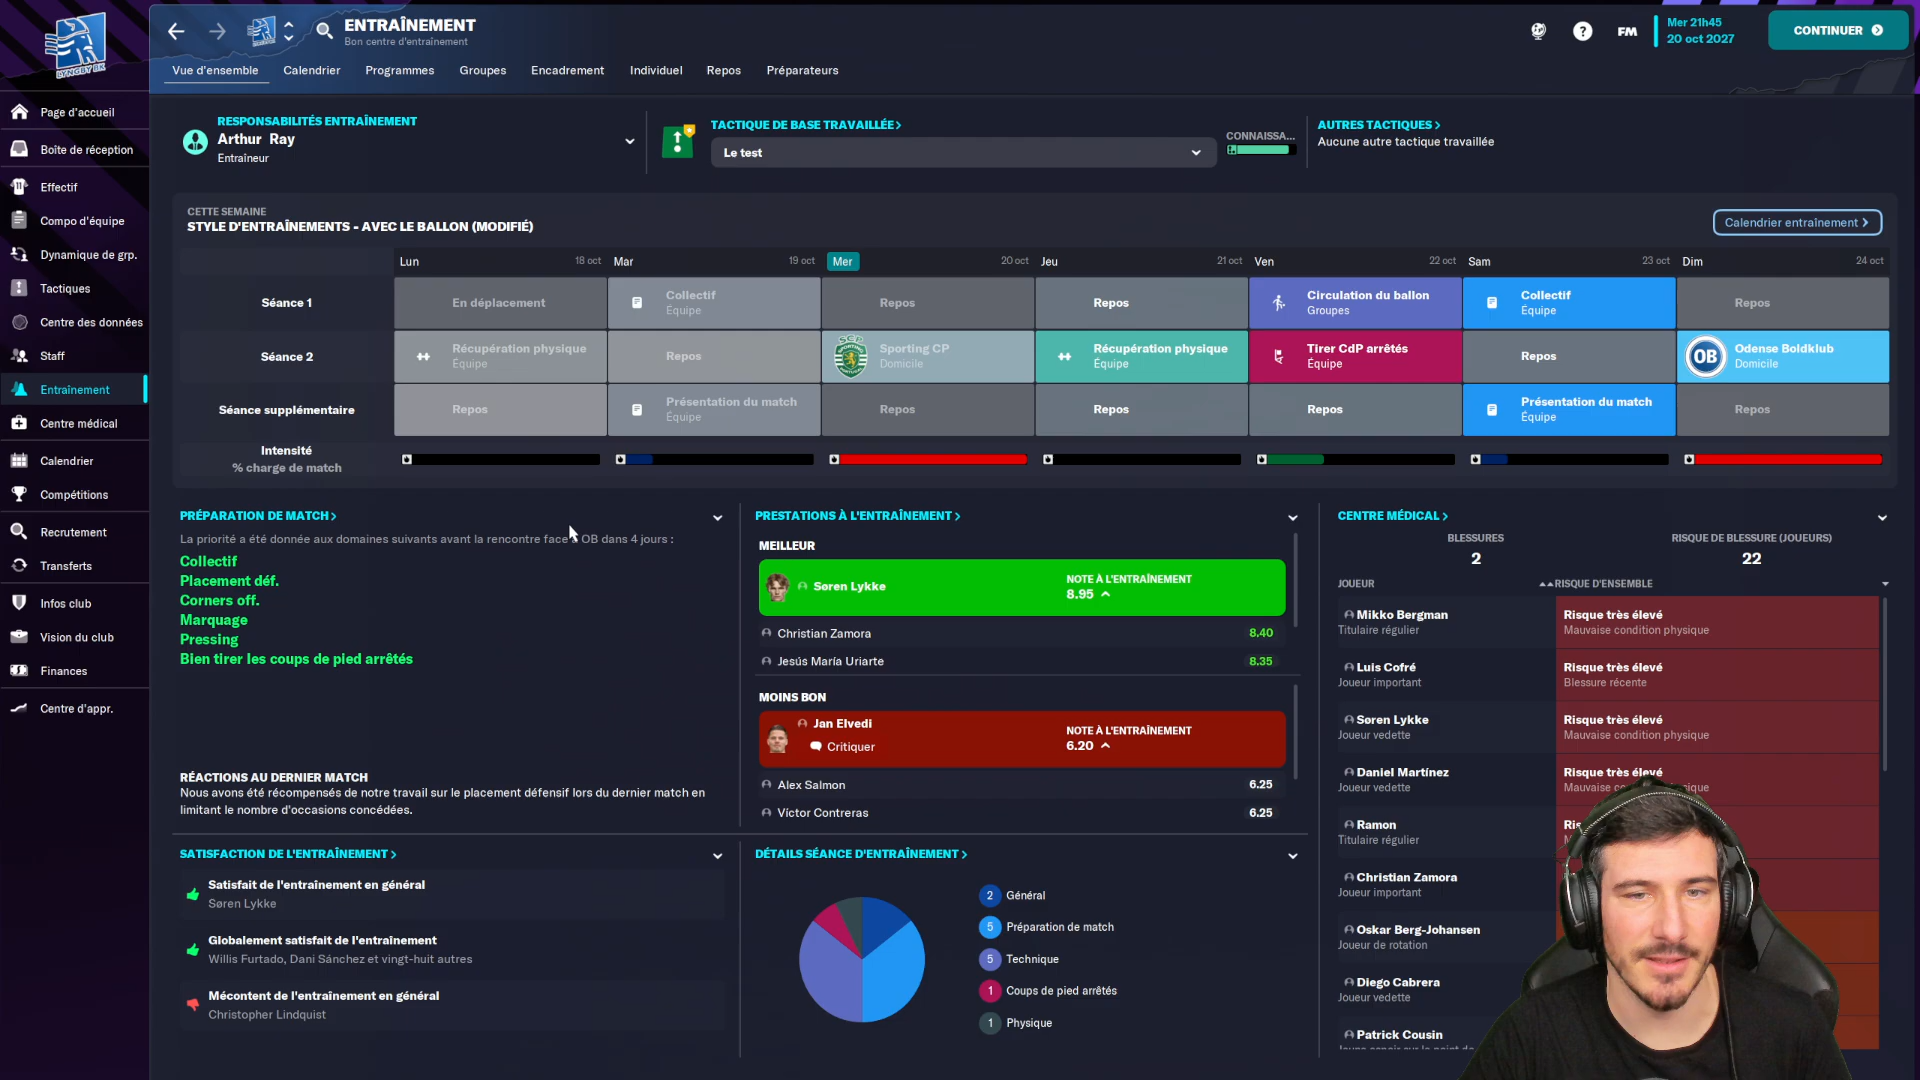 LYNGBY BK
ENTRAÎNEMENT
Bon centre d'entraînement
FM
Mer 21h45
20 oct 2027
CONTINUER
Vue d'ensemble
Calendrier
Programmes
Groupes
Encadrement
Individuel
Repos
Préparateurs
Page d'accueil
Boîte de réception
Effectif
Compo d'équipe
Dynamique de grp.
Tactiques
Centre des données
Staff
Entraînement
Centre médical
Calendrier
Compétitions
Recrutement
Transferts
Infos club
Vision du club
Finances
Centre d'appr.
RESPONSABILITÉS ENTRAÎNEMENT
Arthur Ray
Entraîneur
TACTIQUE DE BASE TRAVAILLÉE >
Le test
CONNAISSA...
AUTRES TACTIQUES >
Aucune autre tactique travaillée
CETTE SEMAINE
STYLE D'ENTRAÎNEMENTS - AVEC LE BALLON (MODIFIÉ)
Calendrier entraînement >
Lun 18 oct Mar 19 oct Mer 20 oct Jeu 21 oct Ven 22 oct Sam 23 oct Dim 24 oct
Séance 1
En déplacement
Collectif
Équipe
Repos
Repos
Circulation du ballon
Groupes
Collectif
Équipe
Repos
Séance 2
Récupération physique
Équipe
Repos
Sporting CP
Domicile
Récupération physique
Équipe
Tirer CdP arrêtés
Équipe
Repos
OB
Odense Boldklub
Domicile
Séance supplémentaire
Repos
Présentation du match
Équipe
Repos
Repos
Repos
Présentation du match
Équipe
Repos
Intensité
% charge de match
PRÉPARATION DE MATCH >
La priorité a été donnée aux domaines suivants avant la rencontre face à OB dans 4 jours :
Collectif
Placement déf.
Corners off.
Marquage
Pressing
Bien tirer les coups de pied arrêtés
RÉACTIONS AU DERNIER MATCH
Nous avons été récompensés de notre travail sur le placement défensif lors du dernier match en
limitant le nombre d'occasions concédées.
PRESTATIONS À L'ENTRAÎNEMENT >
MEILLEUR
Søren Lykke
NOTE À L'ENTRAÎNEMENT
8.95
Christian Zamora 8.40
Jesús María Uriarte 8.35
MOINS BON
Jan Elvedi
Critiquer
NOTE À L'ENTRAÎNEMENT
6.20
Alex Salmon 6.25
Víctor Contreras 6.25
CENTRE MÉDICAL >
BLESSURES
2
RISQUE DE BLESSURE (JOUEURS)
22
JOUEUR
RISQUE D'ENSEMBLE
Mikko Bergman
Titulaire régulier
Risque très élevé
Mauvaise condition physique
Luis Cofré
Joueur important
Risque très élevé
Blessure récente
Søren Lykke
Joueur vedette
Risque très élevé
Mauvaise condition physique
Daniel Martínez
Joueur vedette
Risque très élevé
Ramon
Titulaire régulier
Christian Zamora
Joueur important
Oskar Berg-Johansen
Joueur de rotation
Diego Cabrera
Joueur vedette
Patrick Cousin
SATISFACTION DE L'ENTRAÎNEMENT >
Satisfait de l'entraînement en général
Søren Lykke
Globalement satisfait de l'entraînement
Willis Furtado, Dani Sánchez et vingt-huit autres
Mécontent de l'entraînement en général
Christopher Lindquist
DÉTAILS SÉANCE D'ENTRAÎNEMENT >
2 Général
5 Préparation de match
5 Technique
1 Coups de pied arrêtés
1 Physique